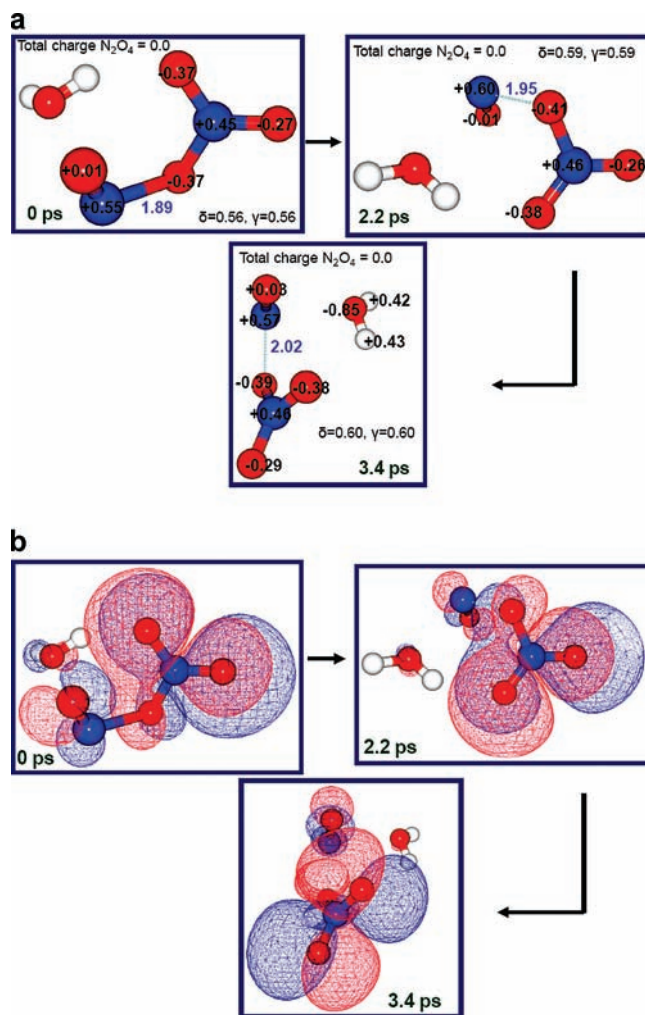 a
Total charge N₂O₄ = 0.0
-0.37
+0.45
-0.27
-0.37
+0.01
+0.55
1.89
0 ps
δ=0.56, γ=0.56
Total charge N₂O₄ = 0.0
δ=0.59, γ=0.59
+0.60
1.95
-0.01
-0.41
+0.46
-0.26
-0.38
2.2 ps
Total charge N₂O₄ = 0.0
+0.03
+0.57
+0.42
-0.85
+0.43
2.02
-0.39
-0.38
+0.46
δ=0.60, γ=0.60
-0.29
3.4 ps
b
0 ps
2.2 ps
3.4 ps